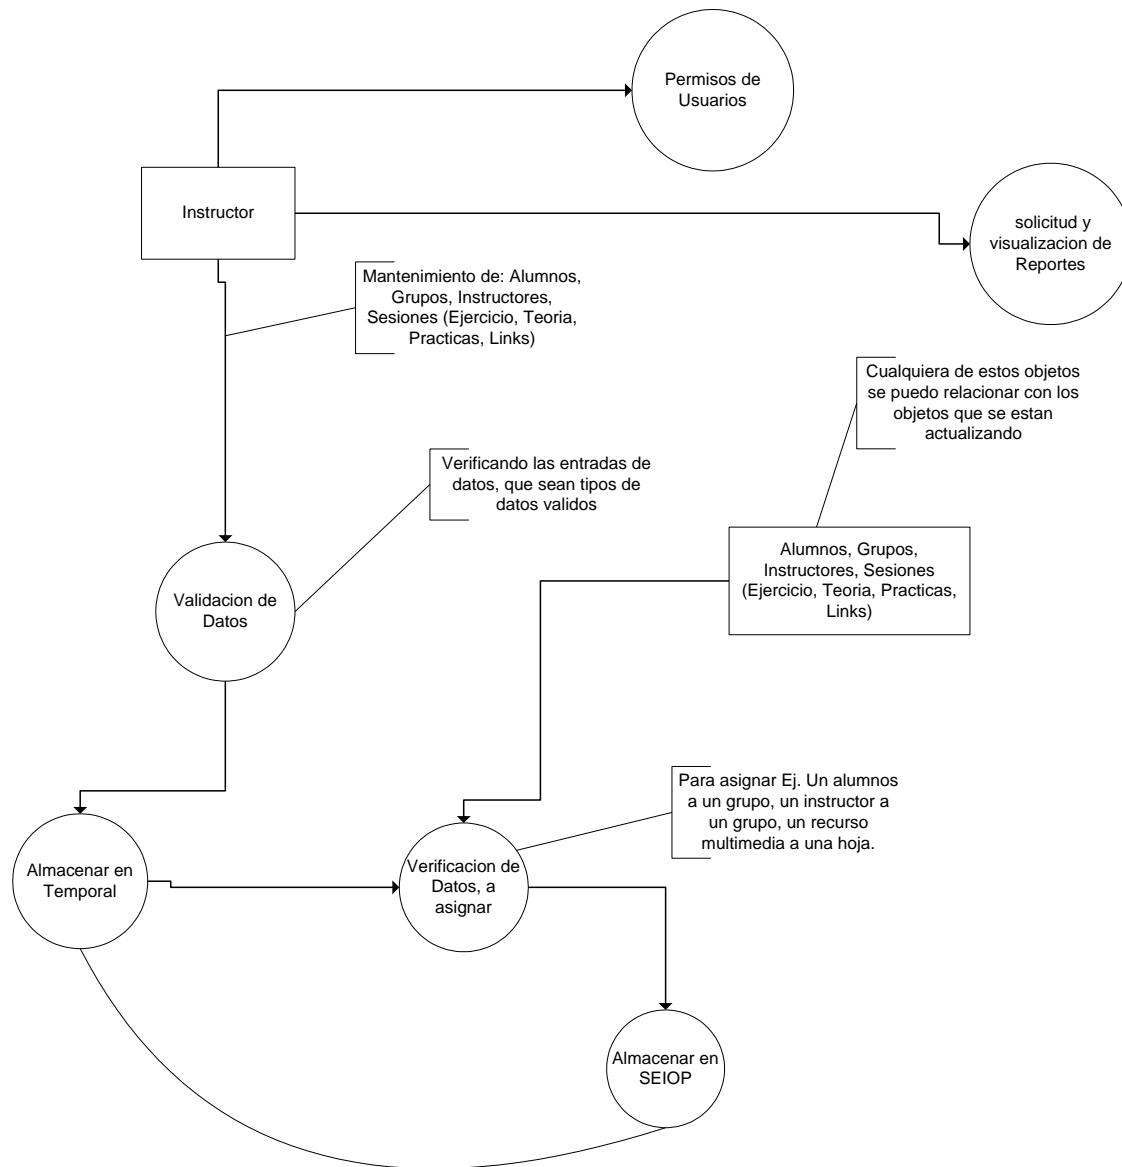 Permisos de
Usuarios
Instructor
solicitud y
visualizacion de
Reportes
Mantenimiento de: Alumnos,
Grupos, Instructores,
Sesiones (Ejercicio, Teoria,
Practicas, Links)
Cualquiera de estos objetos
se puedo relacionar con los
objetos que se estan
actualizando
Verificando las entradas de
datos, que sean tipos de
datos validos
Alumnos, Grupos,
Instructores, Sesiones
(Ejercicio, Teoria, Practicas,
Links)
Validacion de
Datos
Para asignar Ej. Un alumnos
a un grupo, un instructor a
un grupo, un recurso
multimedia a una hoja.
Almacenar en
Temporal
Verificacion de
Datos, a
asignar
Almacenar en
SEIOP